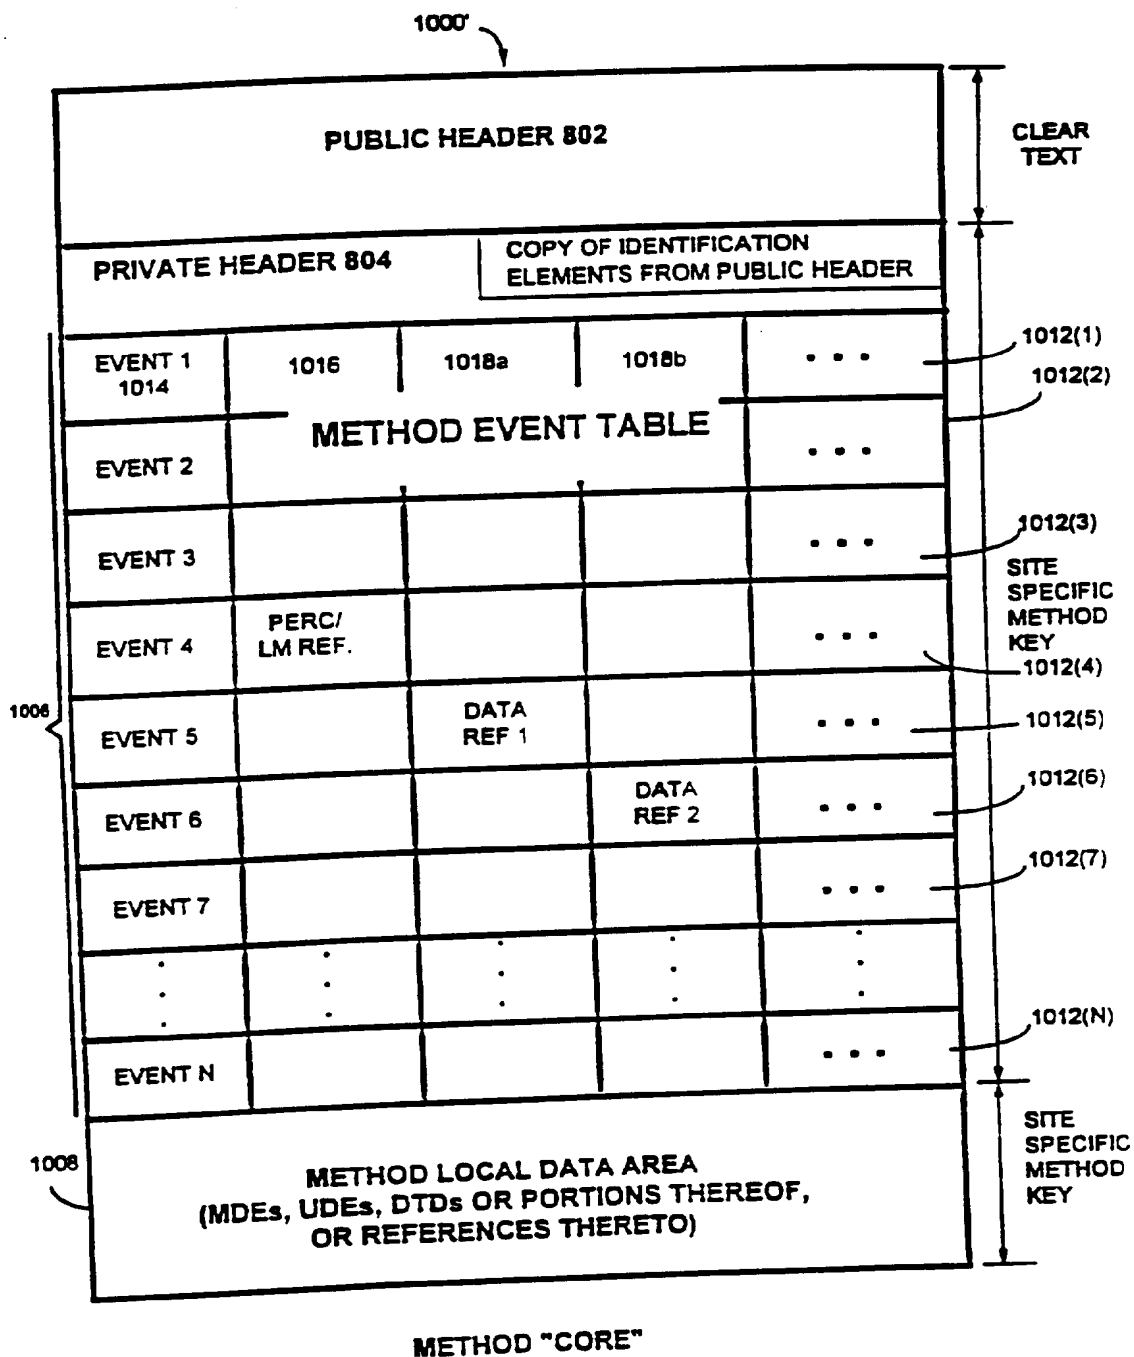 1000'
PUBLIC HEADER 802
CLEAR
TEXT
PRIVATE HEADER 804
COPY OF IDENTIFICATION
ELEMENTS FROM PUBLIC HEADER
EVENT 1
1014
1016
1018a
1018b
• • •
1012(1)
1012(2)
METHOD EVENT TABLE
EVENT 2
• • •
EVENT 3
• • •
1012(3)
SITE
SPECIFIC
METHOD
KEY
EVENT 4
PERC/
LM REF.
• • •
1012(4)
1006
EVENT 5
DATA
REF 1
• • •
1012(5)
EVENT 6
DATA
REF 2
• • •
1012(6)
EVENT 7
• • •
1012(7)
EVENT N
• • •
1012(N)
1008
METHOD LOCAL DATA AREA
(MDEs, UDEs, DTDs OR PORTIONS THEREOF,
OR REFERENCES THERETO)
SITE
SPECIFIC
METHOD
KEY
METHOD "CORE"